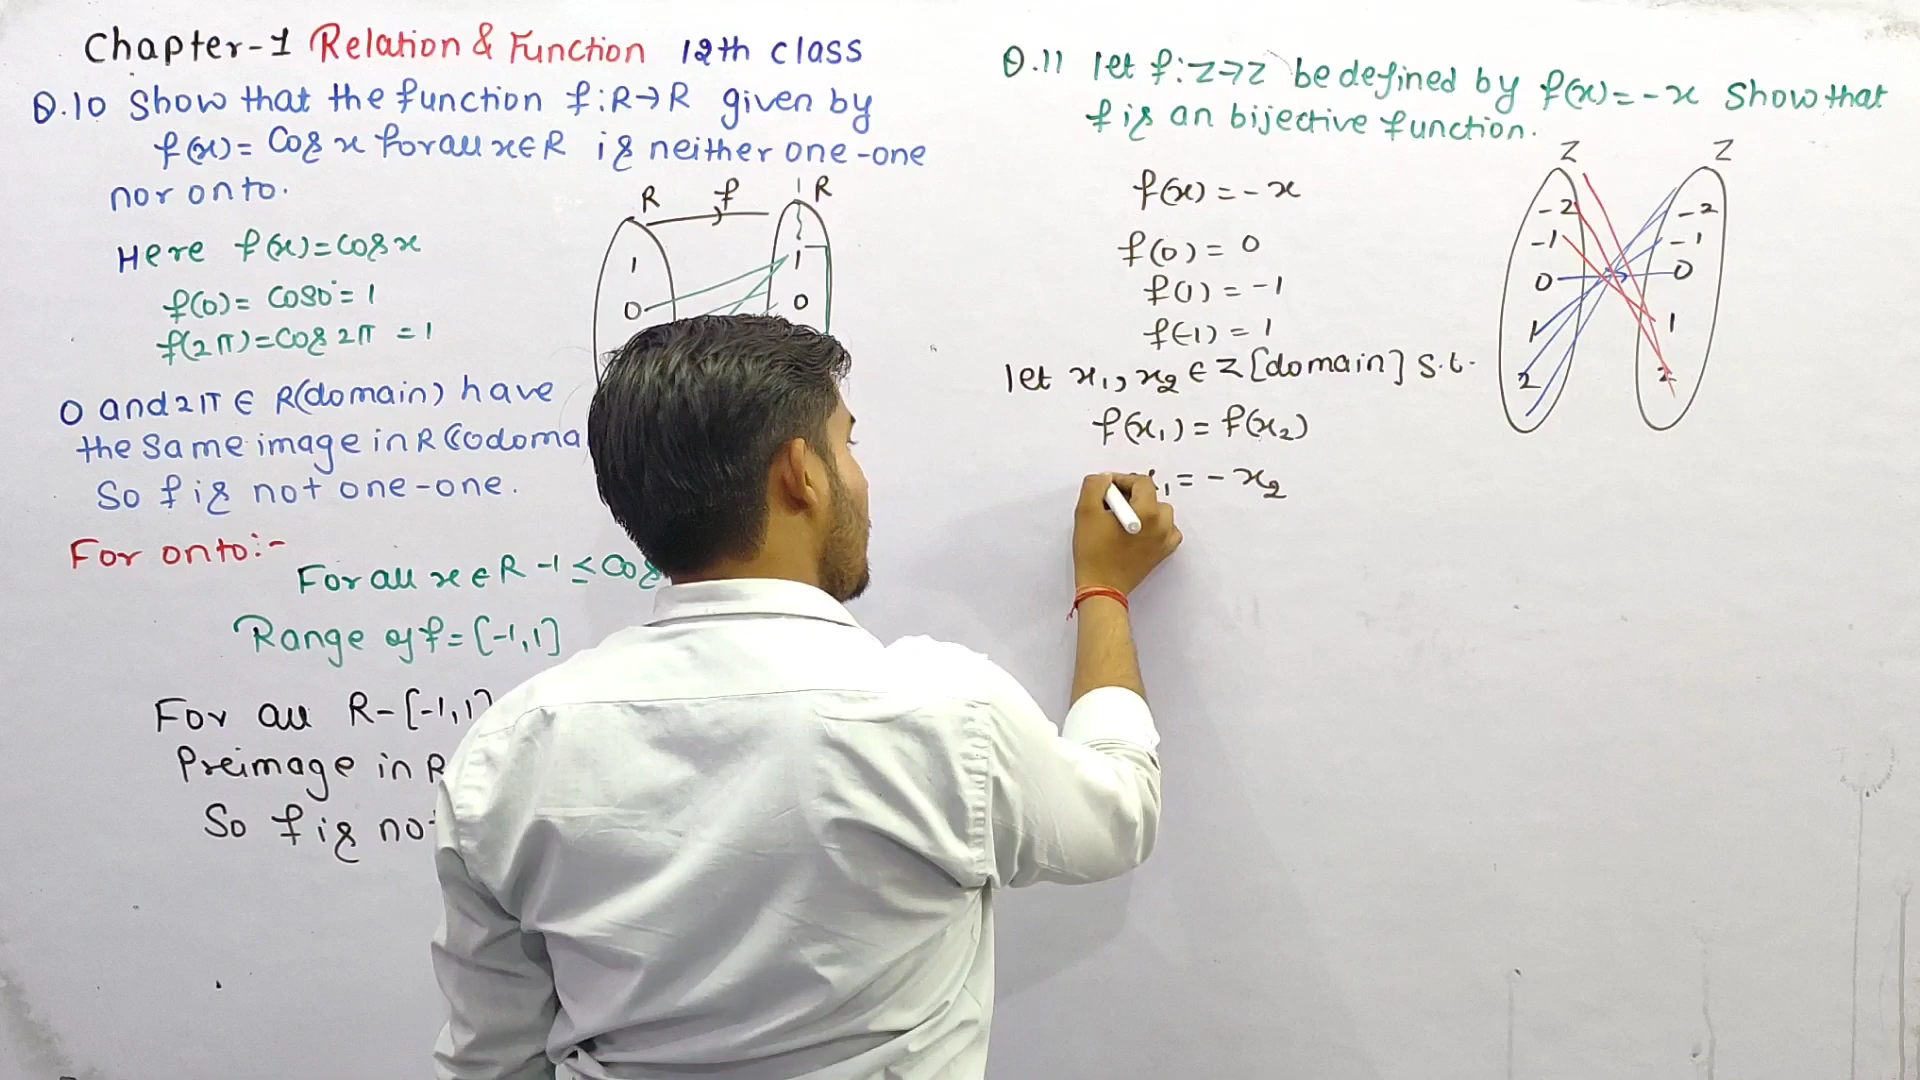 Chapter-1 Relation & Function 12th class
Q.10 Show that the function f:R→R given by
f(x)= Cos x for all x∈R is neither one-one
nor onto.
Here f(x)=Cos x
f(0)= Cos0°=1
f(2π)=Cos 2π =1
0 and 2π ∈ R(domain) have
the same image in R (Codoma
So f is not one-one.
For onto:-
For all x∈R -1≤Cos
Range of f=[-1,1]
For all R-[-1,1]
Preimage in R
So f is not
R f R
1 1
0 0
Q.11 let f:Z→Z be defined by f(x)=-x Show that
f is an bijective function.
f(x)=-x
f(0)=0
f(1)=-1
f(-1)=1
let x₁, x₂ ∈ Z [domain] s.t.
f(x₁)=f(x₂)
x₁=-x₂
Z Z
-2 -2
-1 -1
0 0
1 1
2 2